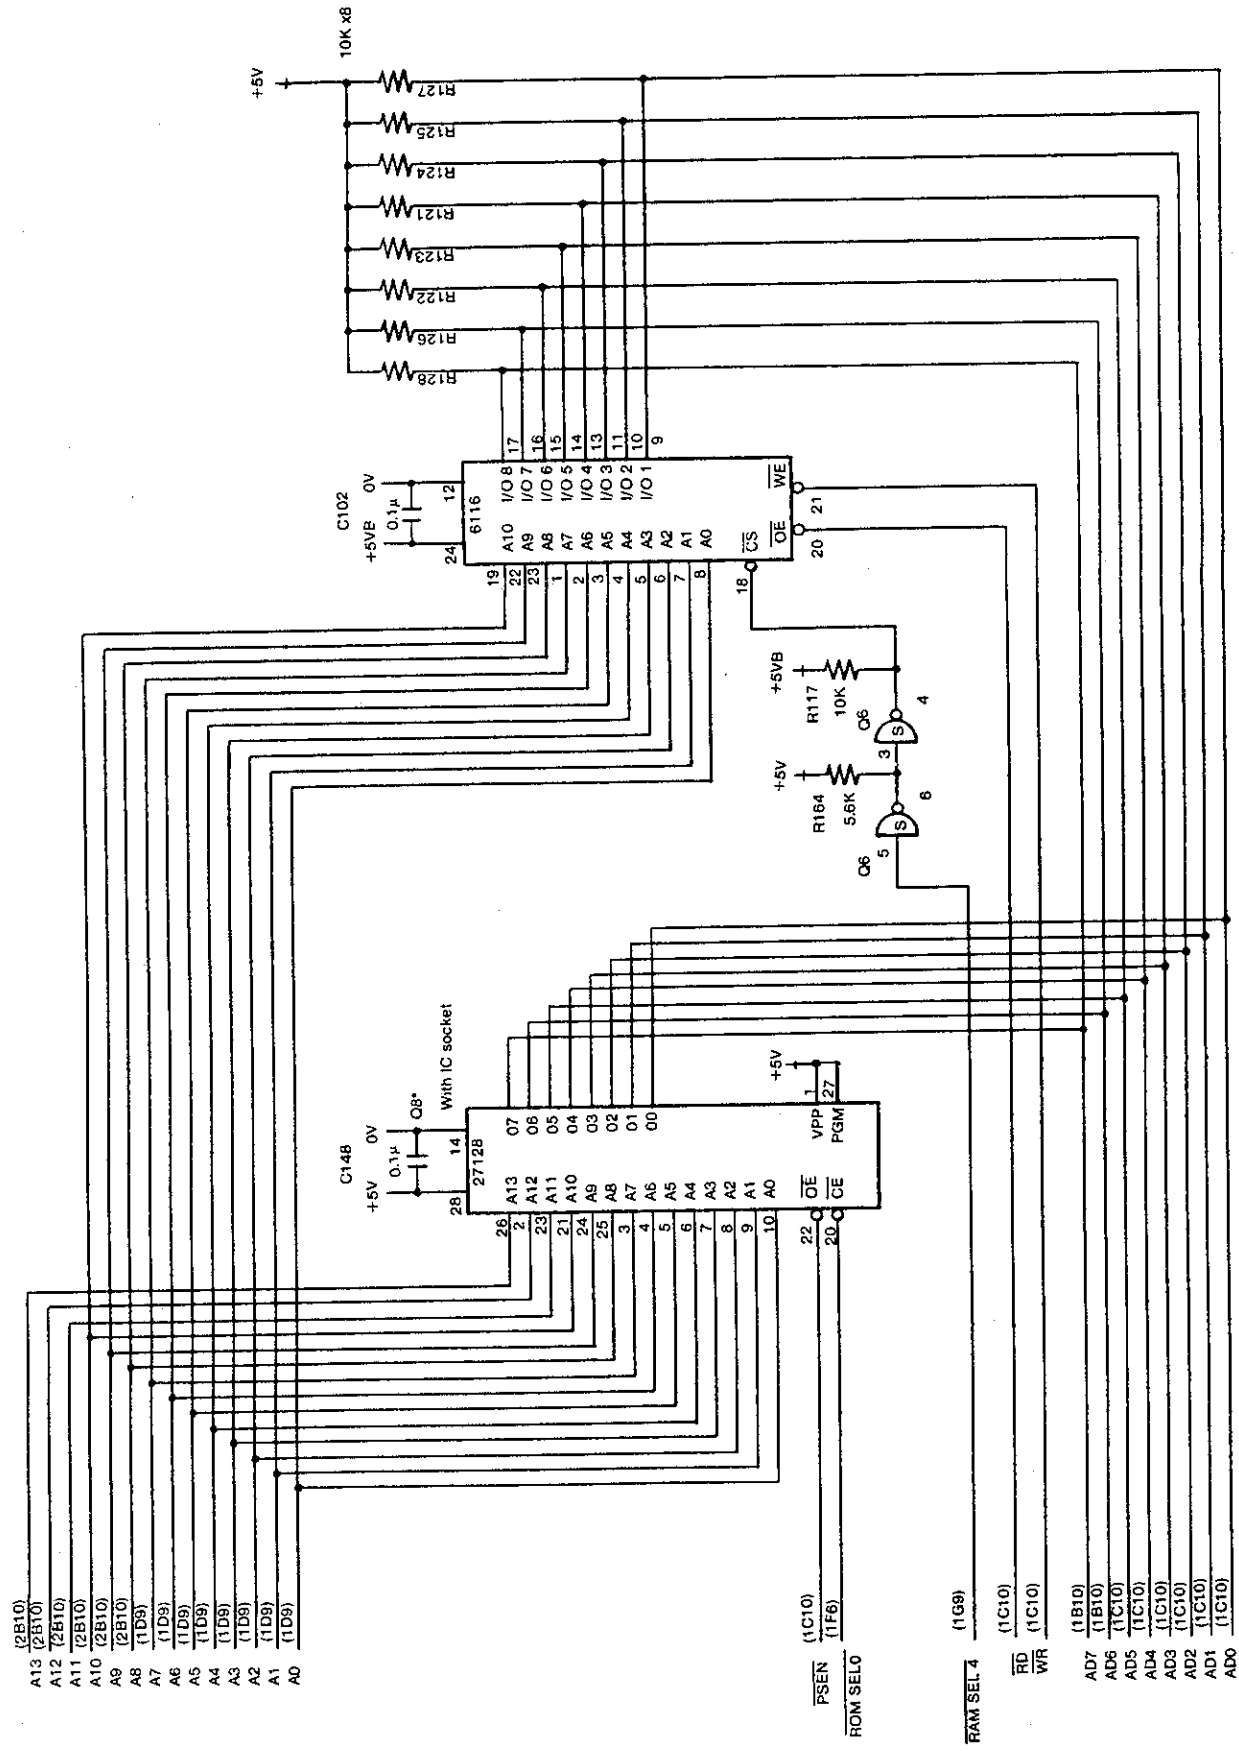 A13 (2B10)
A12 (2B10)
A11 (2B10)
A10 (2B10)
A9 (2B10)
A8 (2B10)
A7 (1D9)
A6 (1D9)
A5 (1D9)
A4 (1D9)
A3 (1D9)
A2 (1D9)
A1 (1D9)
A0 (1D9)
PSEN (1C10)
ROM SEL0 (1F6)
RAM SEL 4 (1G9)
RD (1C10)
WR (1C10)
AD7 (1B10)
AD6 (1B10)
AD5 (1C10)
AD4 (1C10)
AD3 (1C10)
AD2 (1C10)
AD1 (1C10)
AD0 (1C10)
C148
+5V 0.1μ 0V Q8*
With IC socket
28 14
27128
26 A13 O7
2 A12 O6
23 A11 O5
21 A10 O4
24 A9 O3
25 A8 O2
3 A7 O1
4 A6 O0
5 A5
6 A4
7 A3
8 A2
9 A1
10 A0
22 OE VPP 1 +5V
20 CE PGM 27
Q6 5 S 6
R164 5.6K +5V
Q6 3 S 4
R117 10K +5VB
C102
+5VB 0.1μ 0V
24 12
6116
19 A10 I/O 8 17
22 A9 I/O 7 16
23 A8 I/O 6 15
1 A7 I/O 5 14
2 A6 I/O 4 13
3 A5 I/O 3 11
4 A4 I/O 2 10
5 A3 I/O 1 9
6 A2
7 A1
8 A0
18 CS
OE 20
WE 21
+5V
10K x8
R128
R126
R122
R123
R121
R124
R125
R127